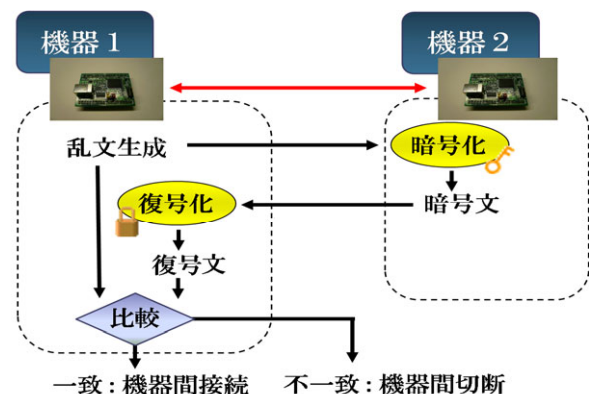 機器1
機器2
乱文生成
暗号化
復号化
暗号文
復号文
比較
一致：機器間接続
不一致：機器間切断